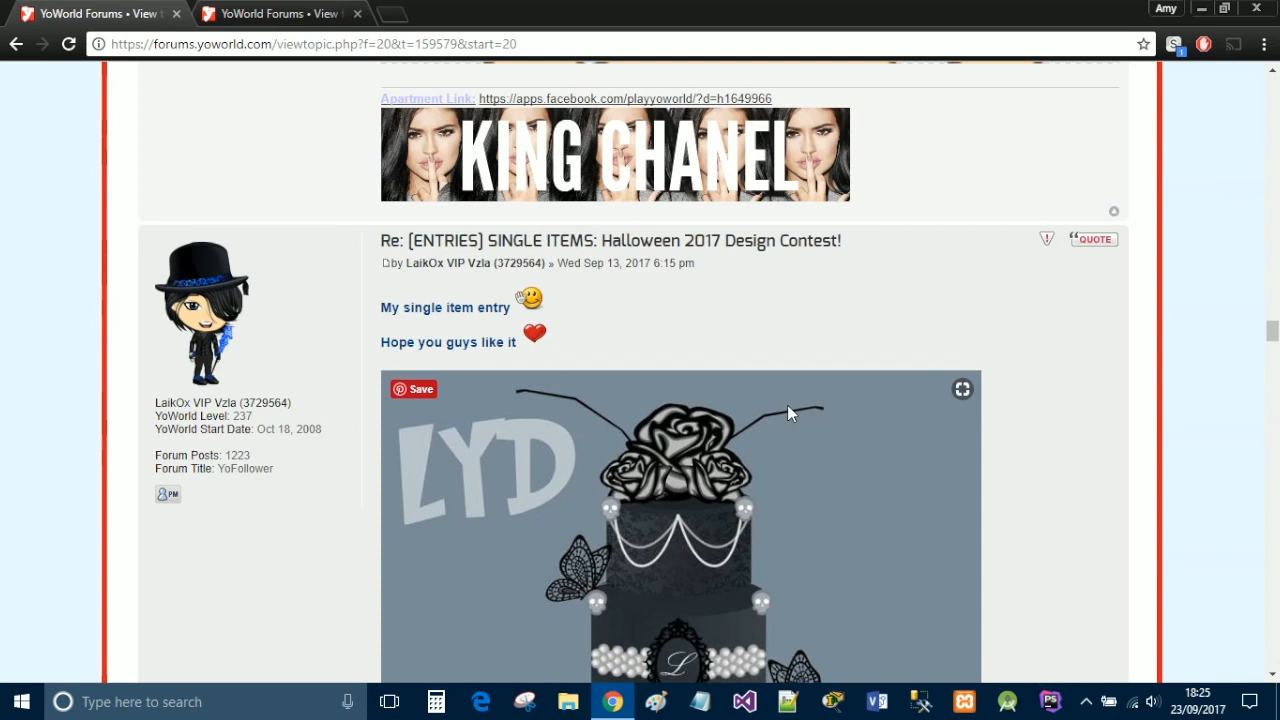 YoWorld Forums - View t
YoWorld Forums - View f
Amy
https://forums.yoworld.com/viewtopic.php?f=20&t=159579&start=20
S
1
Apartment Link: https://apps.facebook.com/playyoworld/?d=h1649966
KING CHANEL
Re: [ENTRIES] SINGLE ITEMS: Halloween 2017 Design Contest!
QUOTE
by LaikOx VIP Vzla (3729564) » Wed Sep 13, 2017 6:15 pm
My single item entry
Hope you guys like it
Save
LYD
L
LaikOx VIP Vzla (3729564)
YoWorld Level: 237
YoWorld Start Date: Oct 18, 2008
Forum Posts: 1223
Forum Title: YoFollower
PM
Type here to search
PS
18:25
23/09/2017